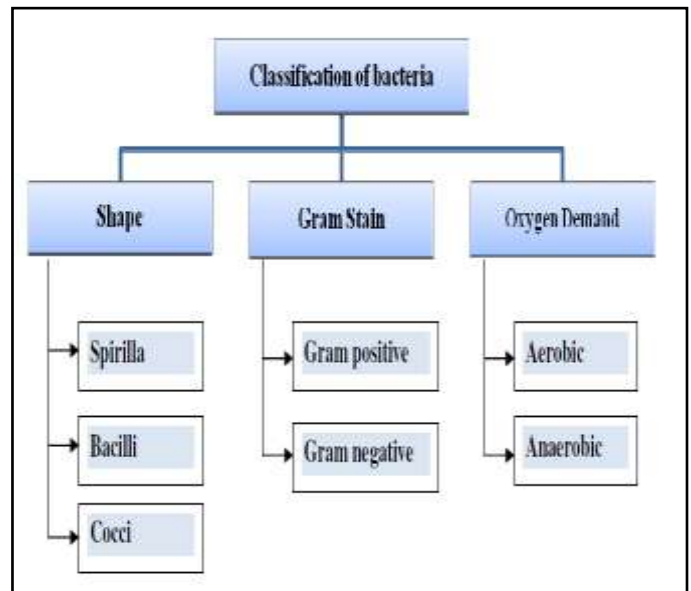 Classification of bacteria
Shape
Gram Stain
Oxygen Demand
Spirilla
Gram positive
Aerobic
Bacilli
Gram negative
Anaerobic
Cocci